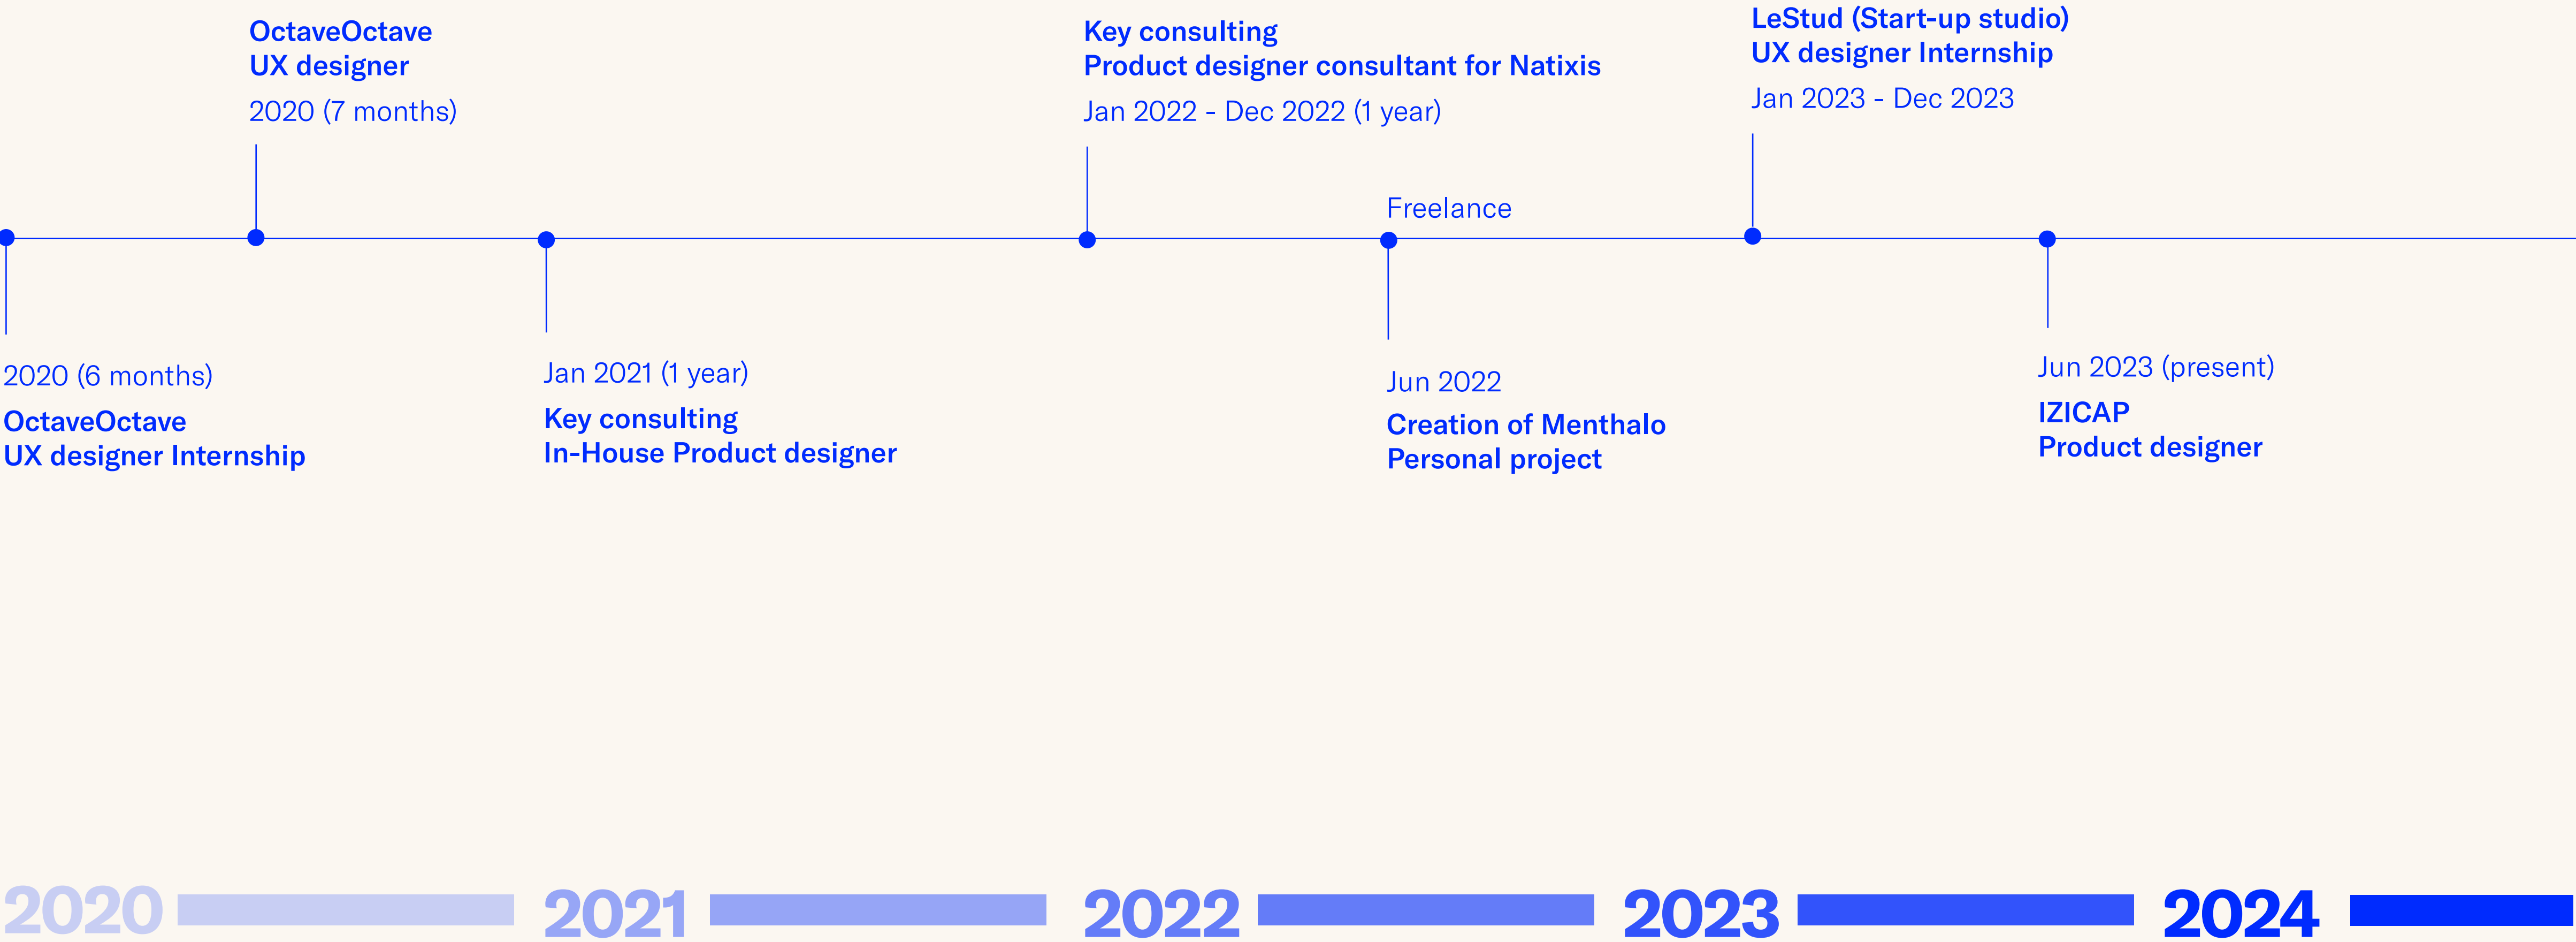 OctaveOctave
UX designer
2020 (7 months)
Key consulting
Product designer consultant for Natixis
Jan 2022 - Dec 2022 (1 year)
LeStud (Start-up studio)
UX designer Internship
Jan 2023 - Dec 2023
Freelance
2020 (6 months)
OctaveOctave
UX designer Internship
Jan 2021 (1 year)
Key consulting
In-House Product designer
Jun 2022
Creation of Menthalo
Personal project
Jun 2023 (present)
IZICAP
Product designer
2020
2021
2022
2023
2024